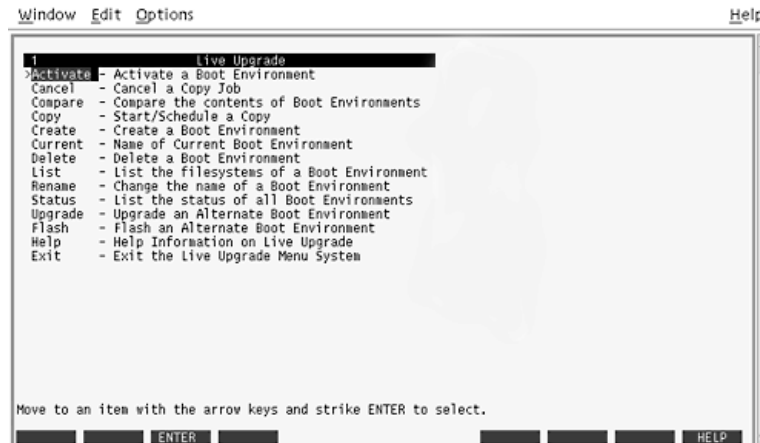 Window Edit Options Help
1 Live Upgrade
>Activate - Activate a Boot Environment
Cancel - Cancel a Copy Job
Compare - Compare the contents of Boot Environments
Copy - Start/Schedule a Copy
Create - Create a Boot Environment
Current - Name of Current Boot Environment
Delete - Delete a Boot Environment
List - List the filesystems of a Boot Environment
Rename - Change the name of a Boot Environment
Status - List the status of all Boot Environments
Upgrade - Upgrade an Alternate Boot Environment
Flash - Flash an Alternate Boot Environment
Help - Help Information on Live Upgrade
Exit - Exit the Live Upgrade Menu System
Move to an item with the arrow keys and strike ENTER to select.
ENTER HELP